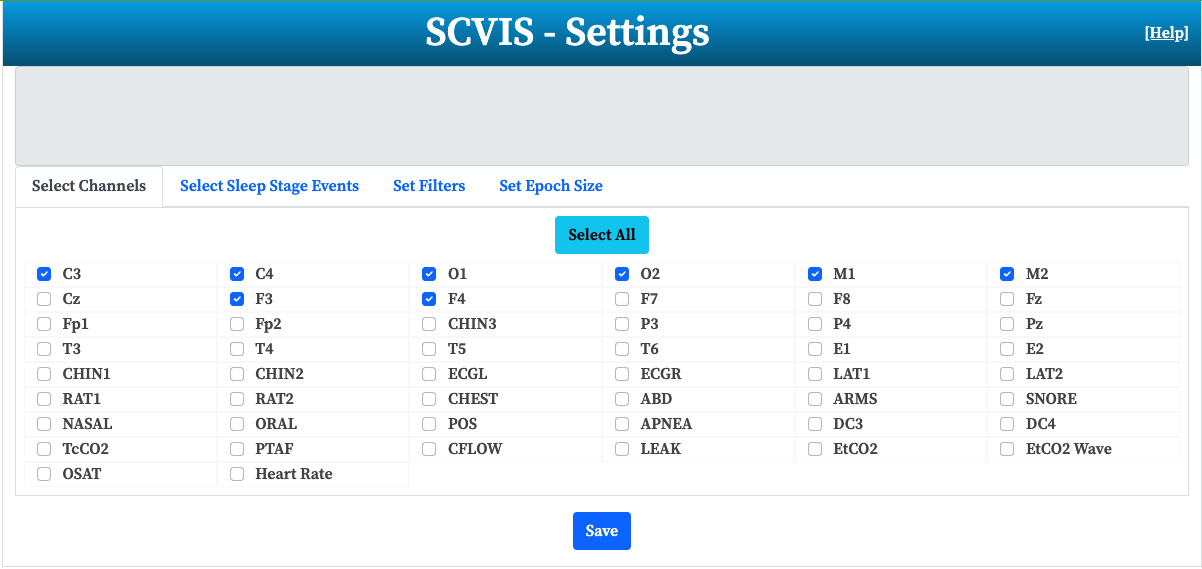 SCVIS - Settings
[Help]
Select Channels Select Sleep Stage Events Set Filters Set Epoch Size
Select All
C3 C4 O1 O2 M1 M2
Cz F3 F4 F7 F8 Fz
Fp1 Fp2 CHIN3 P3 P4 Pz
T3 T4 T5 T6 E1 E2
CHIN1 CHIN2 ECGL ECGR LAT1 LAT2
RAT1 RAT2 CHEST ABD ARMS SNORE
NASAL ORAL POS APNEA DC3 DC4
TcCO2 PTAF CFLOW LEAK EtCO2 EtCO2 Wave
OSAT Heart Rate
Save